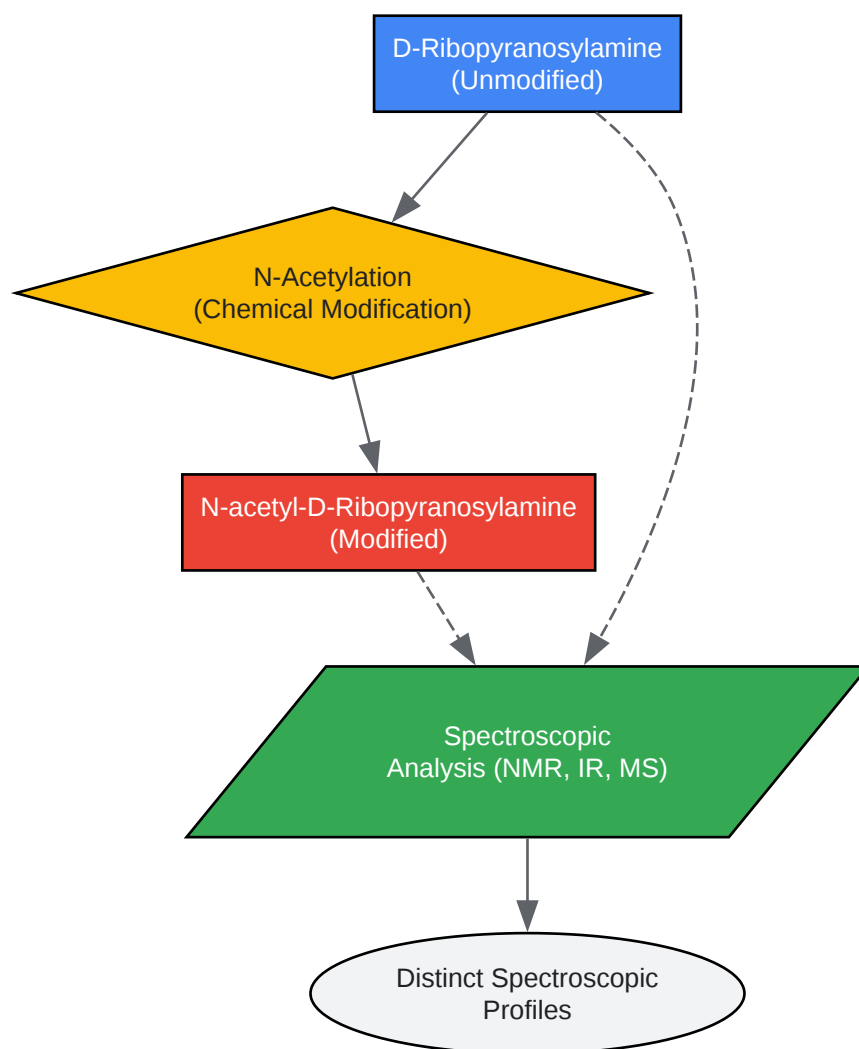 D-Ribopyranosylamine
(Unmodified)
N-Acetylation
(Chemical Modification)
N-acetyl-D-Ribopyranosylamine
(Modified)
Spectroscopic
Analysis (NMR, IR, MS)
Distinct Spectroscopic
Profiles